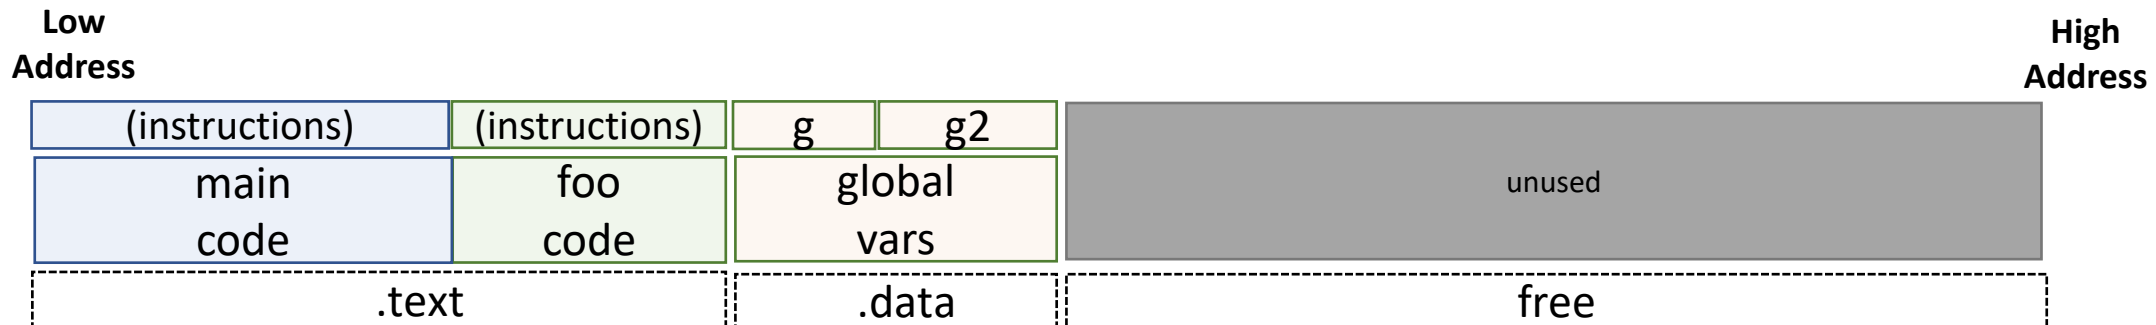 Low
Address
High
Address
(instructions) (instructions) g g2
unused
main foo global
code code vars
.text .data free